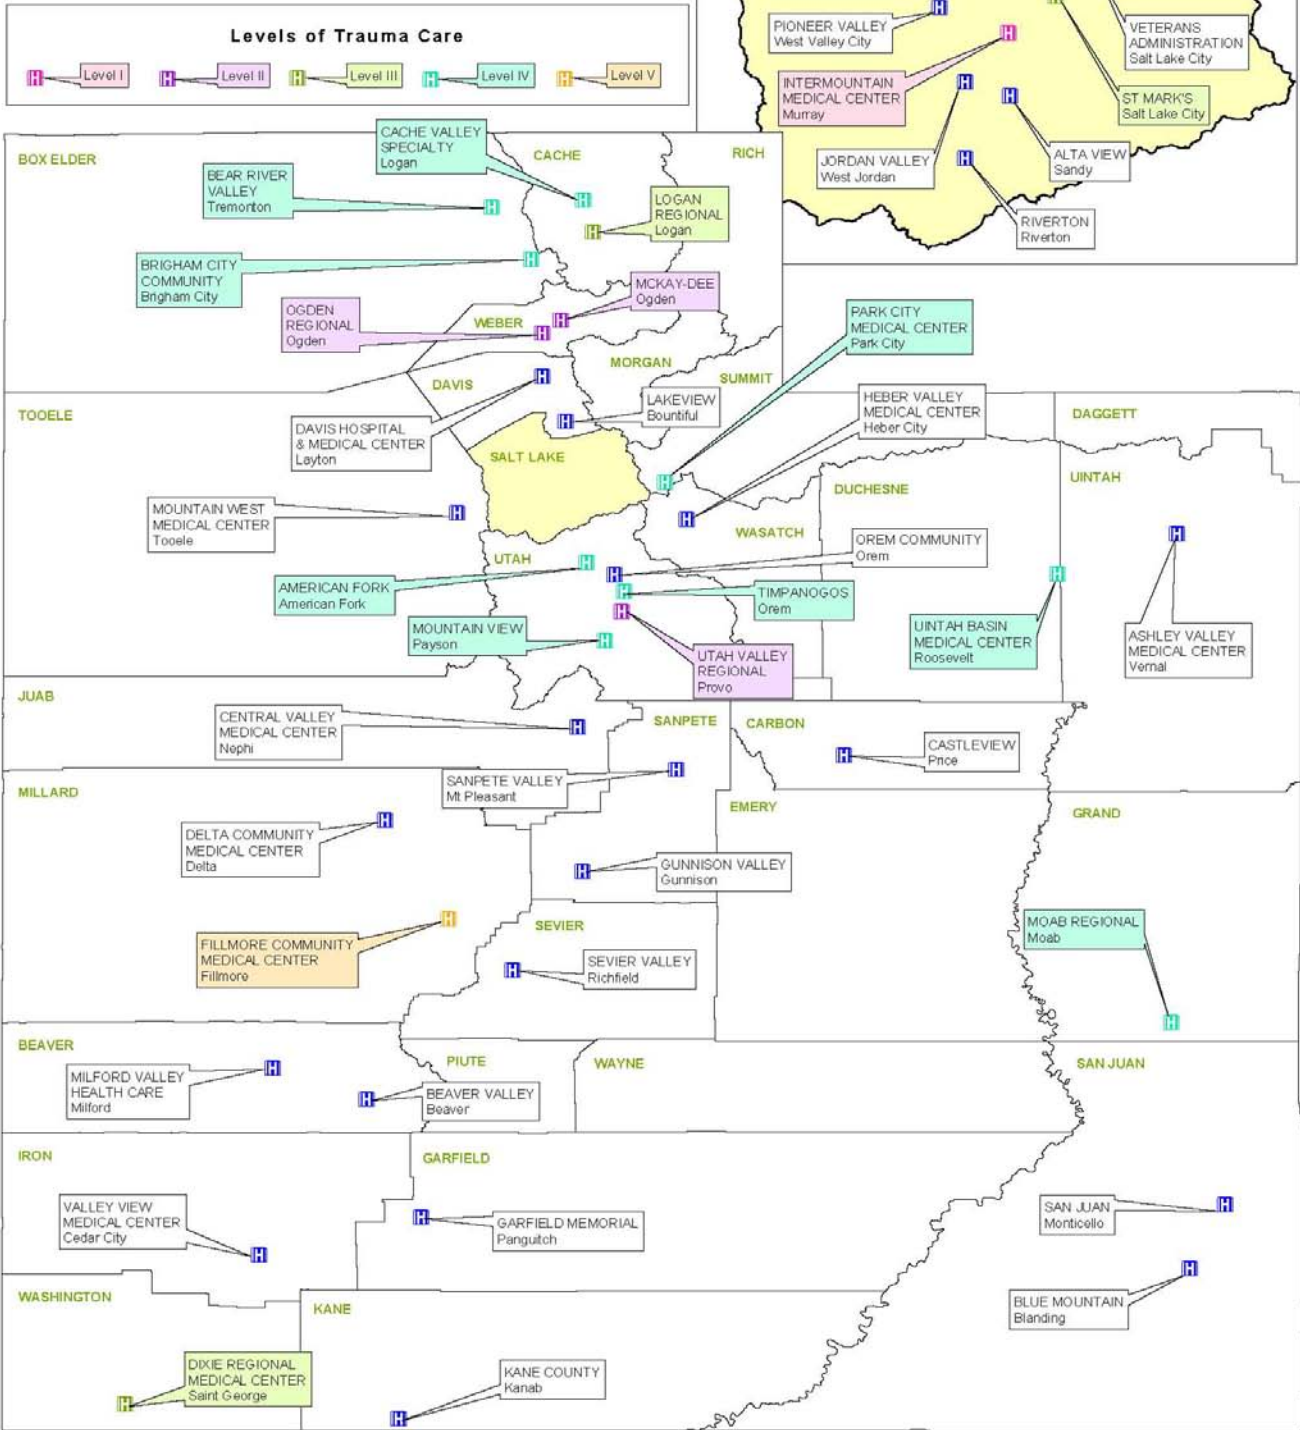 Levels of Trauma Care
Level I
Level II
Level III
Level IV
Level V
PIONEER VALLEY
West Valley City
VETERANS
ADMINISTRATION
Salt Lake City
INTERMOUNTAIN
MEDICAL CENTER
Murray
ST MARK'S
Salt Lake City
JORDAN VALLEY
West Jordan
ALTA VIEW
Sandy
RIVERTON
Riverton
BOX ELDER
CACHE VALLEY
SPECIALTY
Logan
CACHE
RICH
BEAR RIVER
VALLEY
Tremonton
LOGAN
REGIONAL
Logan
BRIGHAM CITY
COMMUNITY
Brigham City
MCKAY-DEE
Ogden
OGDEN
REGIONAL
Ogden
WEBER
PARK CITY
MEDICAL CENTER
Park City
MORGAN
SUMMIT
DAVIS
LAKEVIEW
Bountiful
HEBER VALLEY
MEDICAL CENTER
Heber City
TOOELE
DAGGETT
DAVIS HOSPITAL
& MEDICAL CENTER
Layton
SALT LAKE
DUCHESNE
UINTAH
MOUNTAIN WEST
MEDICAL CENTER
Tooele
WASATCH
OREM COMMUNITY
Orem
UTAH
AMERICAN FORK
American Fork
TIMPANOGOS
Orem
MOUNTAIN VIEW
Payson
UINTAH BASIN
MEDICAL CENTER
Roosevelt
ASHLEY VALLEY
MEDICAL CENTER
Vernal
UTAH VALLEY
REGIONAL
Provo
JUAB
CENTRAL VALLEY
MEDICAL CENTER
Nephi
SANPETE
CARBON
CASTLEVIEW
Price
SANPETE VALLEY
Mt Pleasant
MILLARD
EMERY
GRAND
DELTA COMMUNITY
MEDICAL CENTER
Delta
GUNNISON VALLEY
Gunnison
SEVIER
MOAB REGIONAL
Moab
FILLMORE COMMUNITY
MEDICAL CENTER
Fillmore
SEVIER VALLEY
Richfield
BEAVER
PIUTE
WAYNE
SAN JUAN
MILFORD VALLEY
HEALTH CARE
Milford
BEAVER VALLEY
Beaver
IRON
GARFIELD
VALLEY VIEW
MEDICAL CENTER
Cedar City
GARFIELD MEMORIAL
Panguitch
SAN JUAN
Monticello
WASHINGTON
KANE
BLUE MOUNTAIN
Blanding
DIXIE REGIONAL
MEDICAL CENTER
Saint George
KANE COUNTY
Kanab